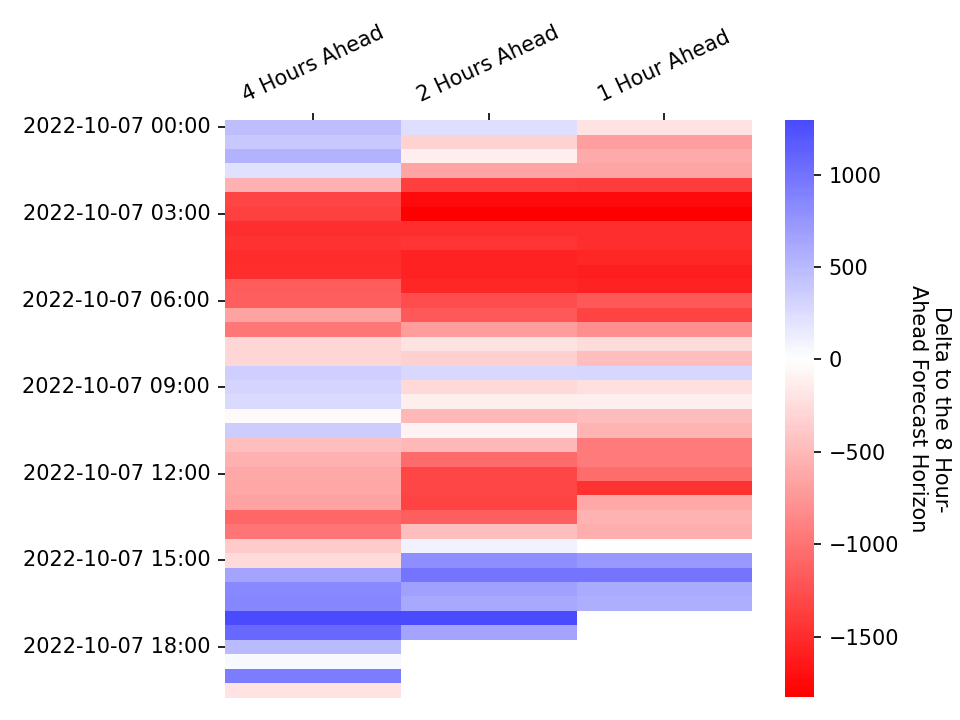 4 Hours Ahead
2 Hours Ahead
1 Hour Ahead
2022-10-07 00:00
2022-10-07 03:00
2022-10-07 06:00
2022-10-07 09:00
2022-10-07 12:00
2022-10-07 15:00
2022-10-07 18:00
1000
500
0
−500
−1000
−1500
Delta to the 8 Hour-
Ahead Forecast Horizon